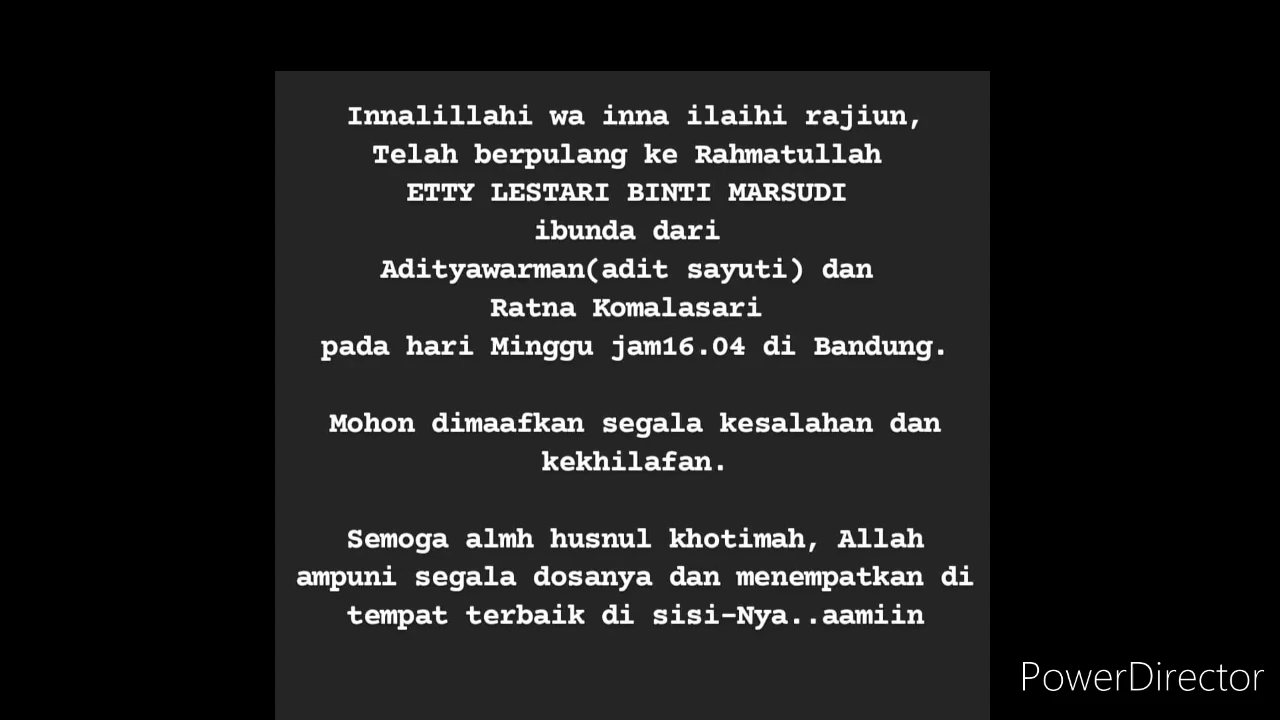 Innalillahi wa inna ilaihi rajiun,
Telah berpulang ke Rahmatullah
ETTY LESTARI BINTI MARSUDI
ibunda dari
Adityawarman(adit sayuti) dan
Ratna Komalasari
pada hari Minggu jam16.04 di Bandung.
Mohon dimaafkan segala kesalahan dan
kekhilafan.
Semoga almh husnul khotimah, Allah
ampuni segala dosanya dan menempatkan di
tempat terbaik di sisi-Nya..aamiin
PowerDirector